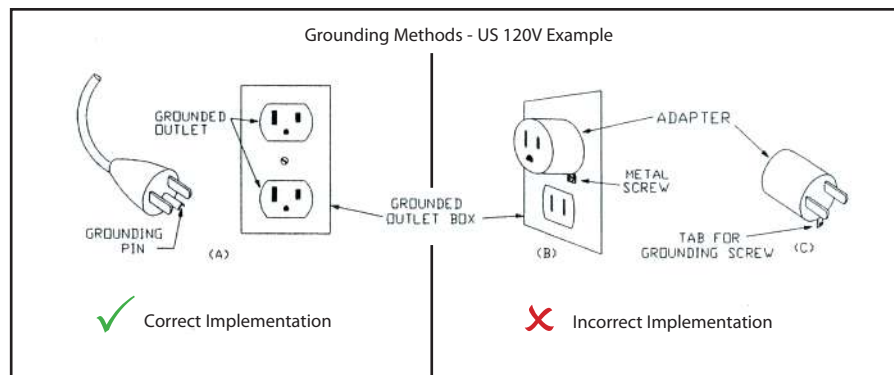 Grounding Methods - US 120V Example
GROUNDED
OUTLET
GROUNDING
PIN
(A)
GROUNDED
OUTLET BOX
ADAPTER
METAL
SCREW
(B)
TAB FOR
GROUNDING SCREW
(C)
Correct Implementation
Incorrect Implementation